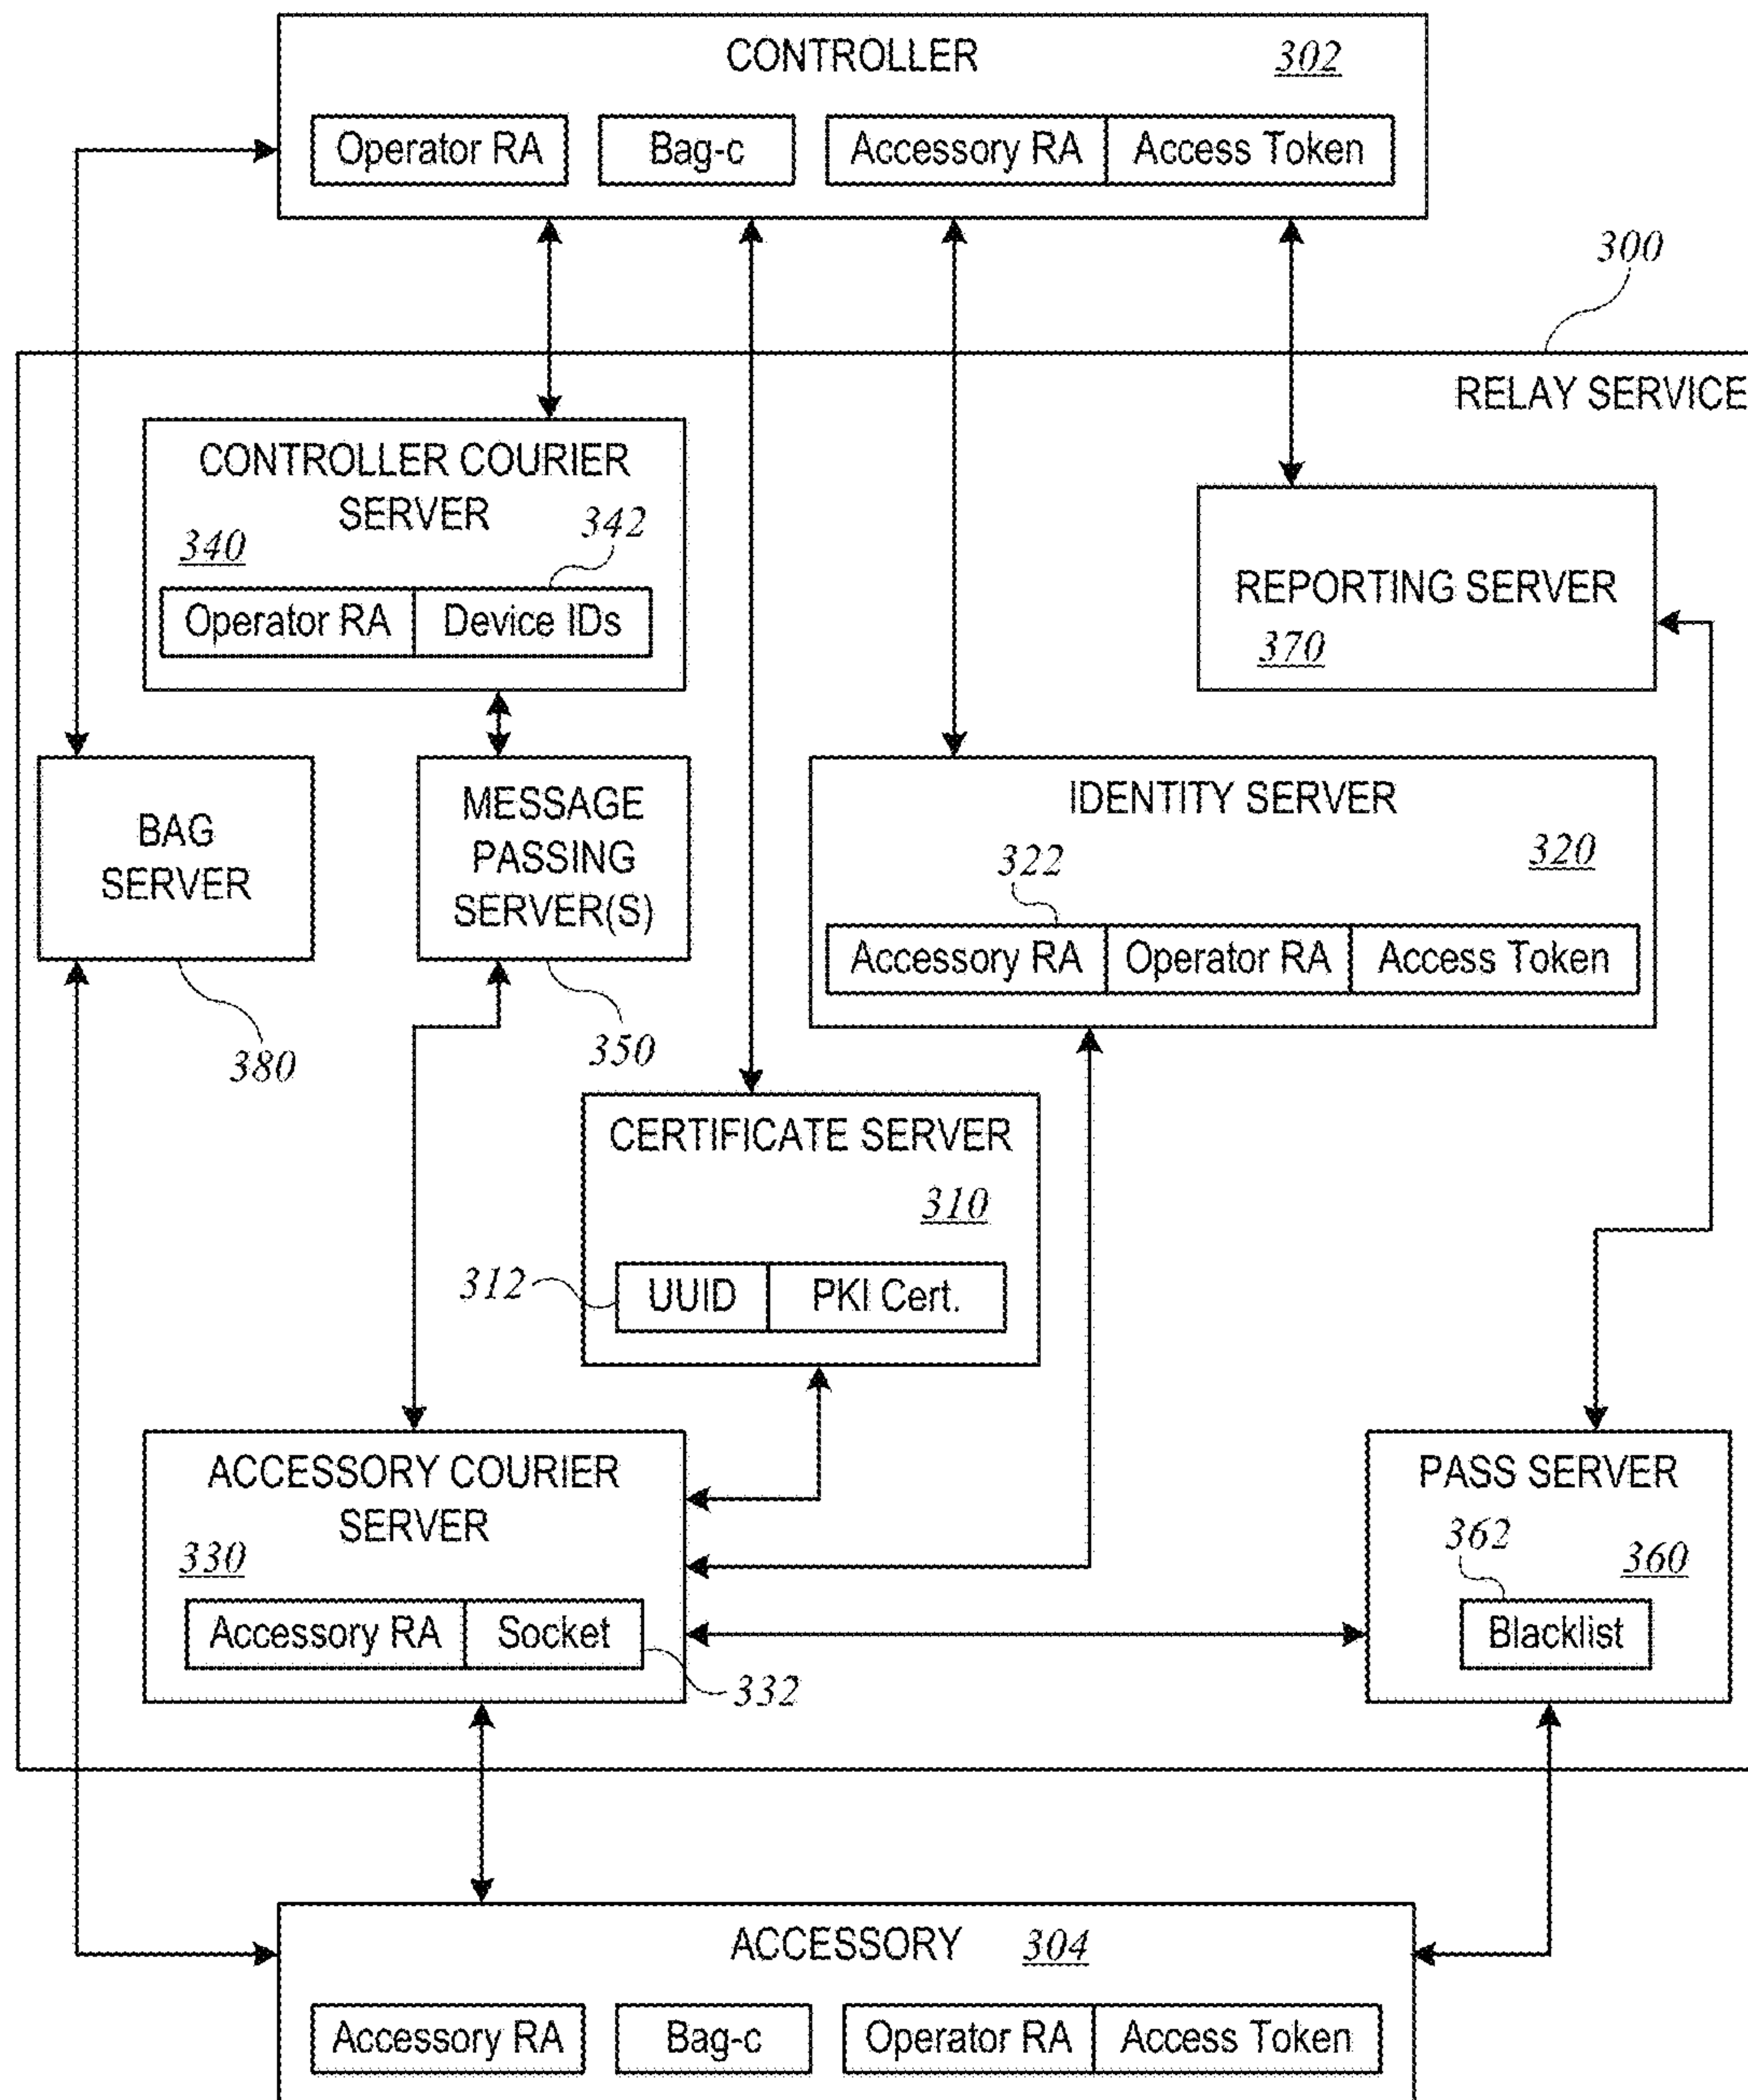 CONTROLLER 302
Operator RA Bag-c Accessory RA Access Token
300
RELAY SERVICE
CONTROLLER COURIER
SERVER
340 342
Operator RA Device IDs
REPORTING SERVER
370
BAG
SERVER
380
MESSAGE
PASSING
SERVER(S)
350
IDENTITY SERVER
322 320
Accessory RA Operator RA Access Token
CERTIFICATE SERVER
310
312 UUID PKI Cert.
ACCESSORY COURIER
SERVER
330
Accessory RA Socket
332
PASS SERVER
362 360
Blacklist
ACCESSORY 304
Accessory RA Bag-c Operator RA Access Token